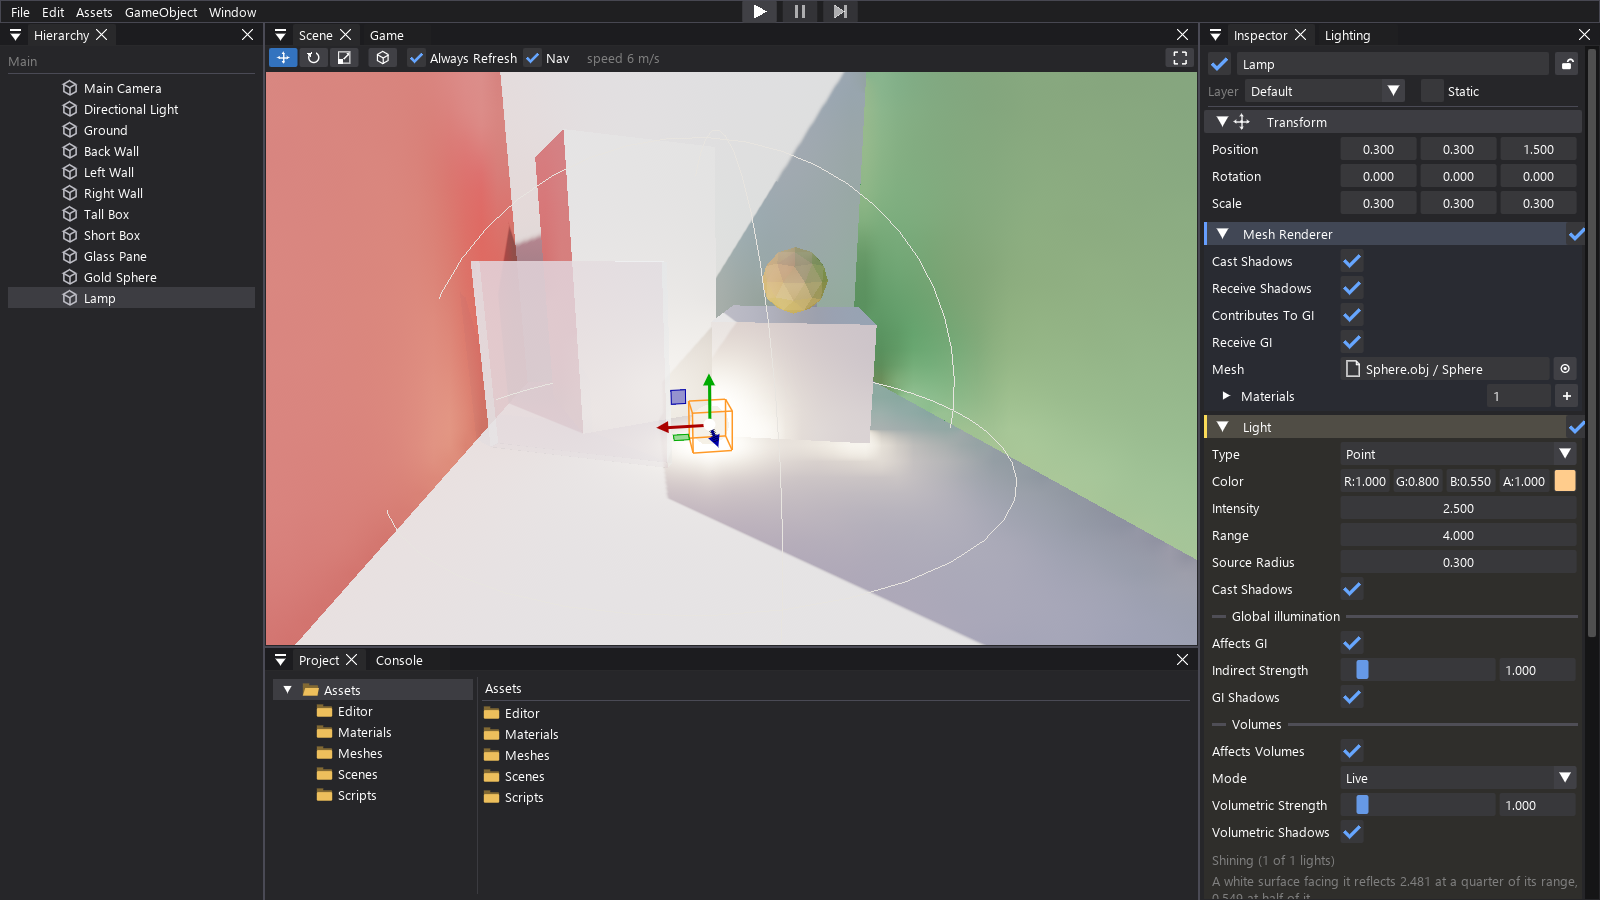 File Edit Assets GameObject Window
Hierarchy
Main
Main Camera
Directional Light
Ground
Back Wall
Left Wall
Right Wall
Tall Box
Short Box
Glass Pane
Gold Sphere
Lamp
Scene Game
Always Refresh Nav speed 6 m/s
Project Console
Assets
Editor
Materials
Meshes
Scenes
Scripts
Assets
Editor
Materials
Meshes
Scenes
Scripts
Inspector Lighting
Lamp
Layer Default Static
Transform
Position 0.300 0.300 1.500
Rotation 0.000 0.000 0.000
Scale 0.300 0.300 0.300
Mesh Renderer
Cast Shadows
Receive Shadows
Contributes To GI
Receive GI
Mesh Sphere.obj / Sphere
Materials 1
Light
Type Point
Color R:1.000 G:0.800 B:0.550 A:1.000
Intensity 2.500
Range 4.000
Source Radius 0.300
Cast Shadows
Global illumination
Affects GI
Indirect Strength 1.000
GI Shadows
Volumes
Affects Volumes
Mode Live
Volumetric Strength 1.000
Volumetric Shadows
Shining (1 of 1 lights)
A white surface facing it reflects 2.481 at a quarter of its range,
0.549 at half of it